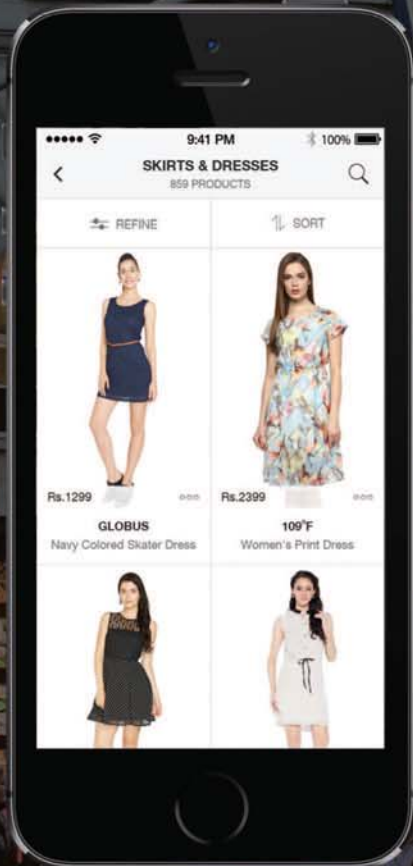 9:41 PM
100%
SKIRTS & DRESSES
859 PRODUCTS
REFINE
SORT
Rs.1299
Rs.2399
GLOBUS
109°F
Navy Colored Skater Dress
Women's Print Dress